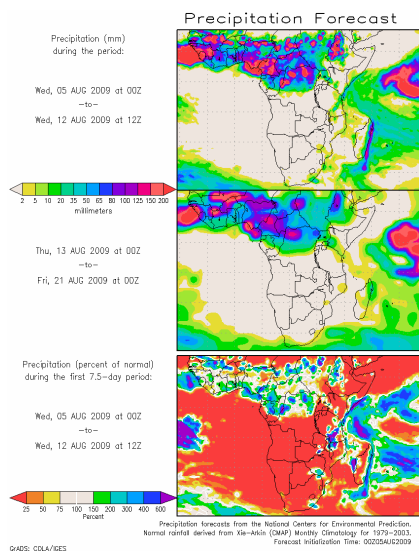 Precipitation Forecast
Precipitation (mm)
during the period:
Wed, 05 AUG 2009 at 00Z
-to-
Wed, 12 AUG 2009 at 12Z
2 5 10 20 35 50 65 80 100 125 150 200
millimeters
Thu, 13 AUG 2009 at 00Z
-to-
Fri, 21 AUG 2009 at 00Z
Precipitation (percent of normal)
during the first 7.5-day period:
Wed, 05 AUG 2009 at 00Z
-to-
Wed, 12 AUG 2009 at 12Z
25 50 75 100 150 200 300 400 600
Percent
Precipitation forecasts from the National Centers for Environmental Prediction.
Normal rainfall derived from Xie-Arkin (CMAP) Monthly Climatology for 1979-2003.
Forecast Initialization Time: 00Z05AUG2009
GrADS: COLA/IGES